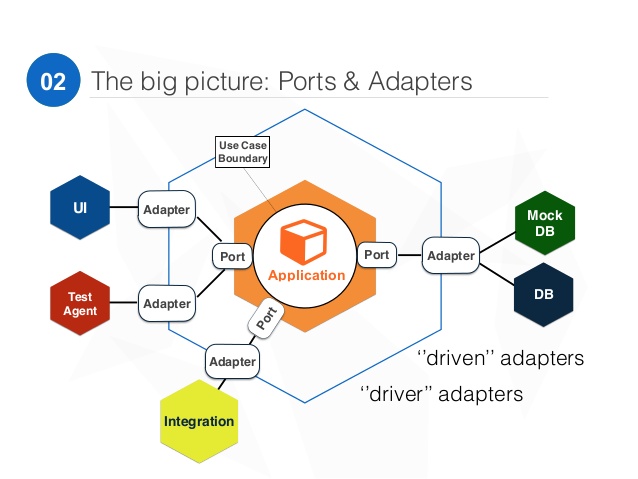 02
The big picture: Ports & Adapters
Use Case
Boundary
UI
Adapter
Mock
DB
Port
Port
Adapter
Application
Test
Agent
Adapter
DB
Port
Adapter
‘’driven’’ adapters
‘’driver’’ adapters
Integration